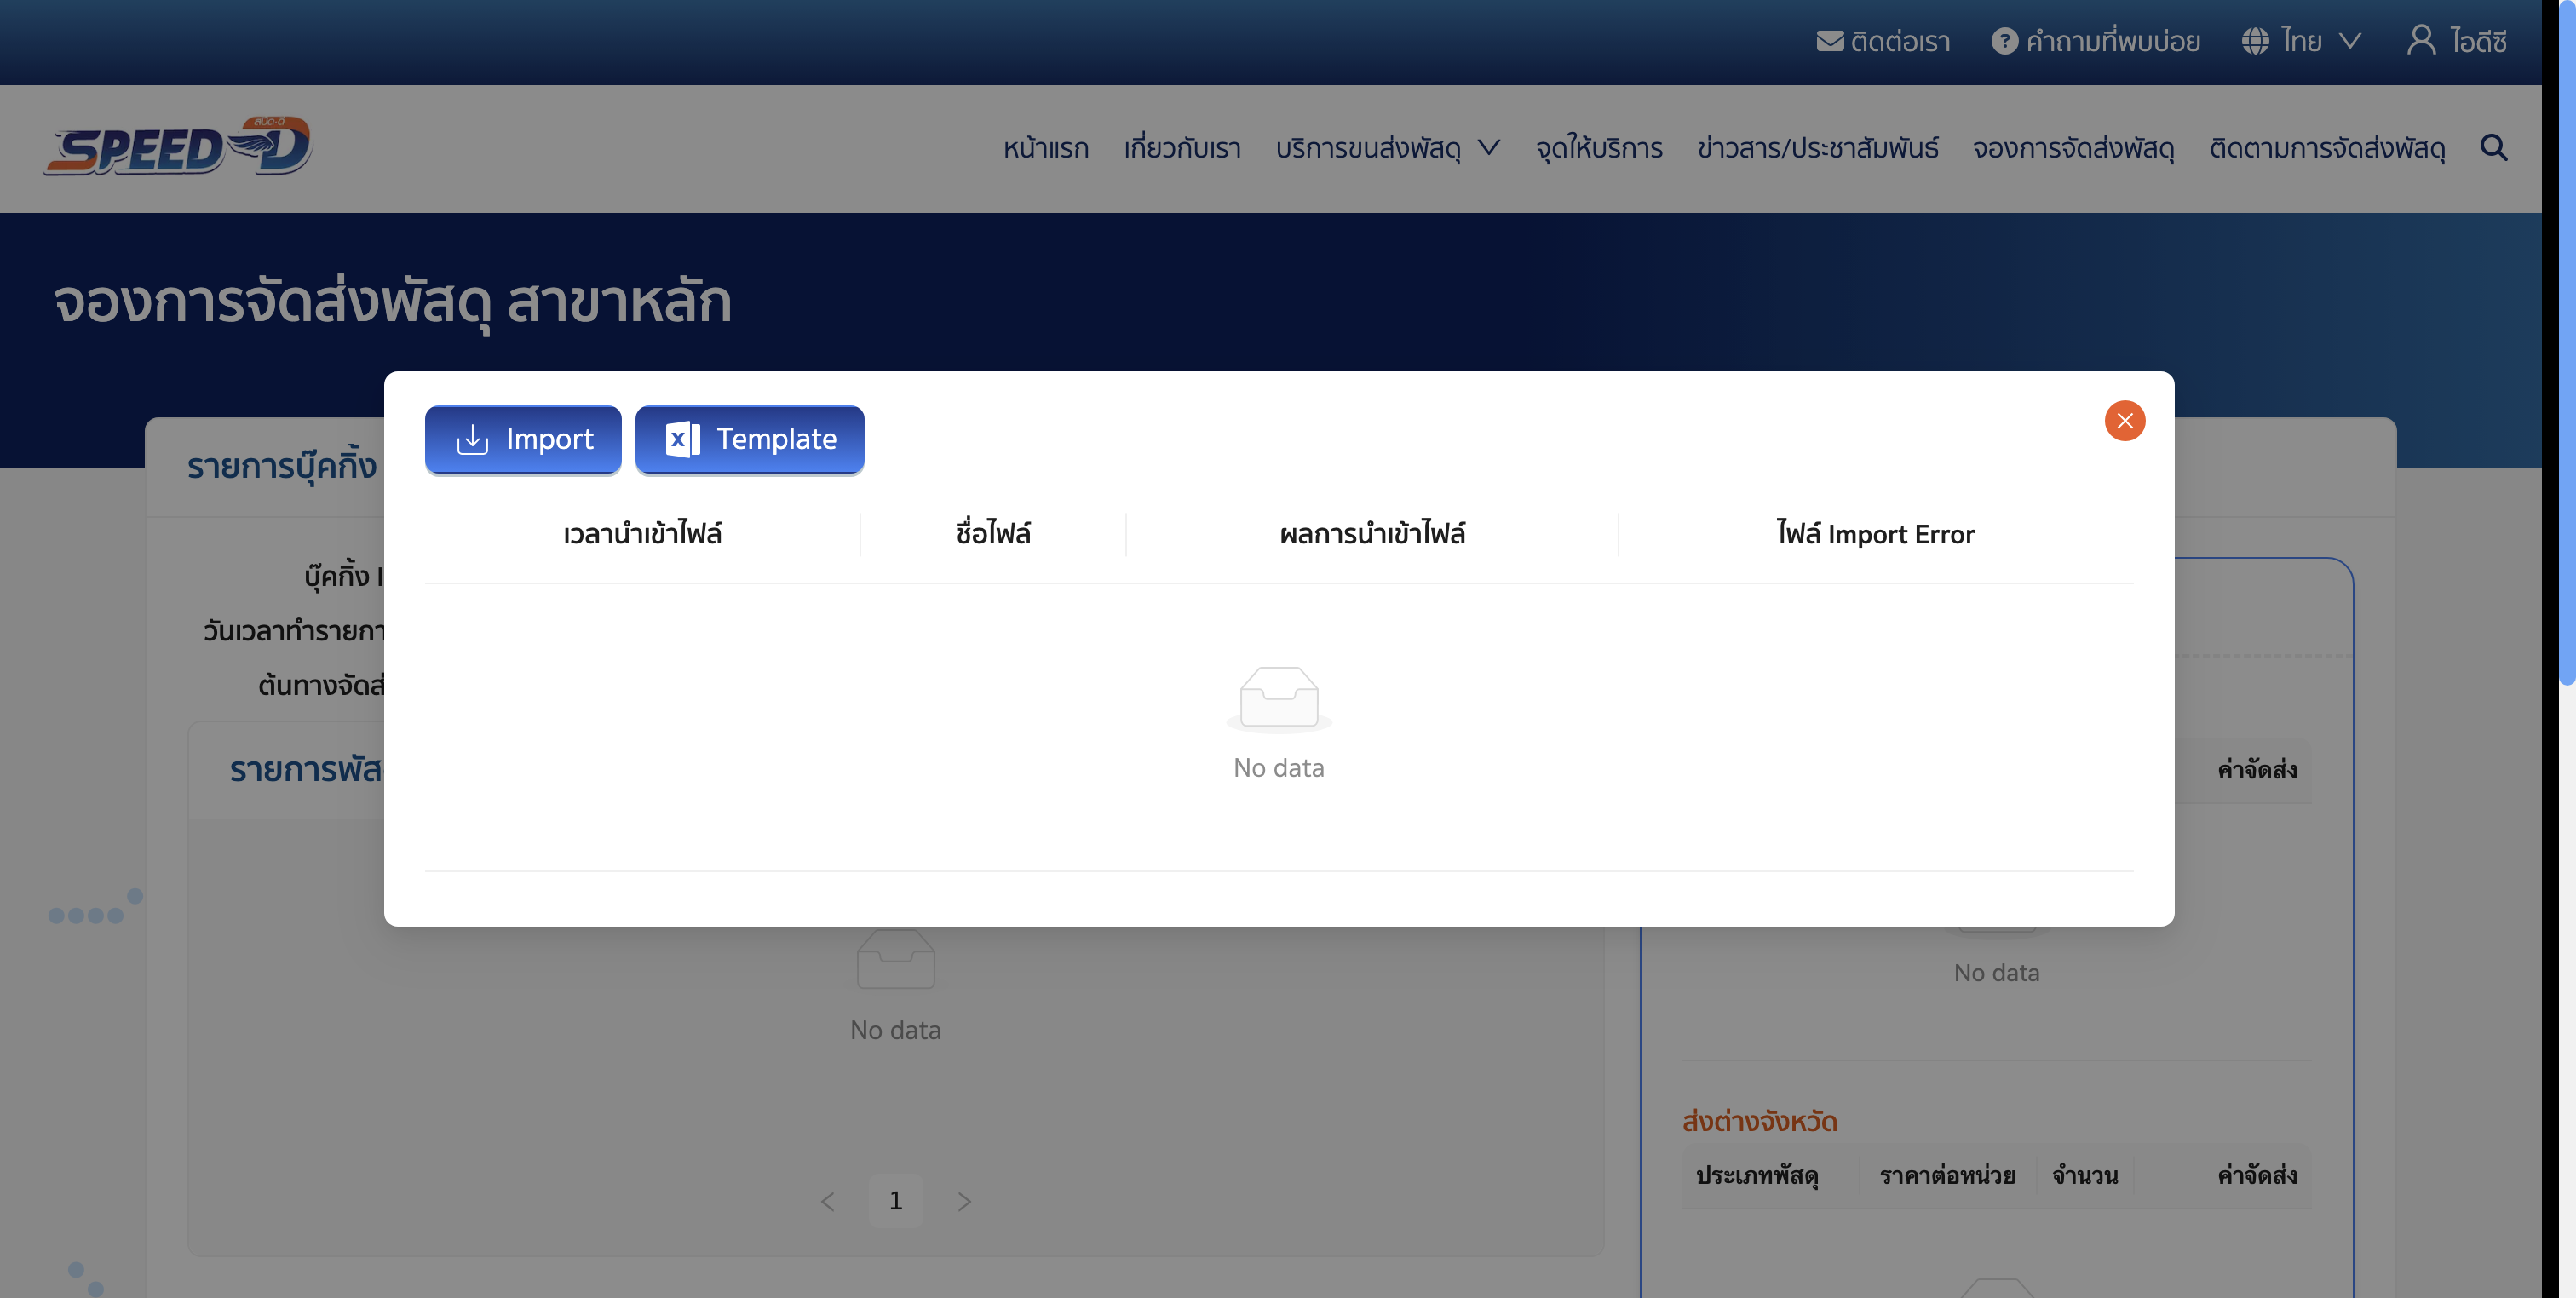 ติดต่อเรา คำถามที่พบบ่อย ไทย ไอดีซี
สปีด-ดี
SPEED-D
หน้าแรก เกี่ยวกับเรา บริการขนส่งพัสดุ จุดให้บริการ ข่าวสาร/ประชาสัมพันธ์ จองการจัดส่งพัสดุ ติดตามการจัดส่งพัสดุ
จองการจัดส่งพัสดุ สาขาหลัก
Import Template
รายการบุ๊คกิ้ง
เวลานำเข้าไฟล์ ชื่อไฟล์ ผลการนำเข้าไฟล์ ไฟล์ Import Error
บุ๊คกิ้ง I
วันเวลาทำรายกา
ต้นทางจัดส่
No data
รายการพัส
ค่าจัดส่ง
No data
No data
ส่งต่างจังหวัด
ประเภทพัสดุ ราคาต่อหน่วย จำนวน ค่าจัดส่ง
1